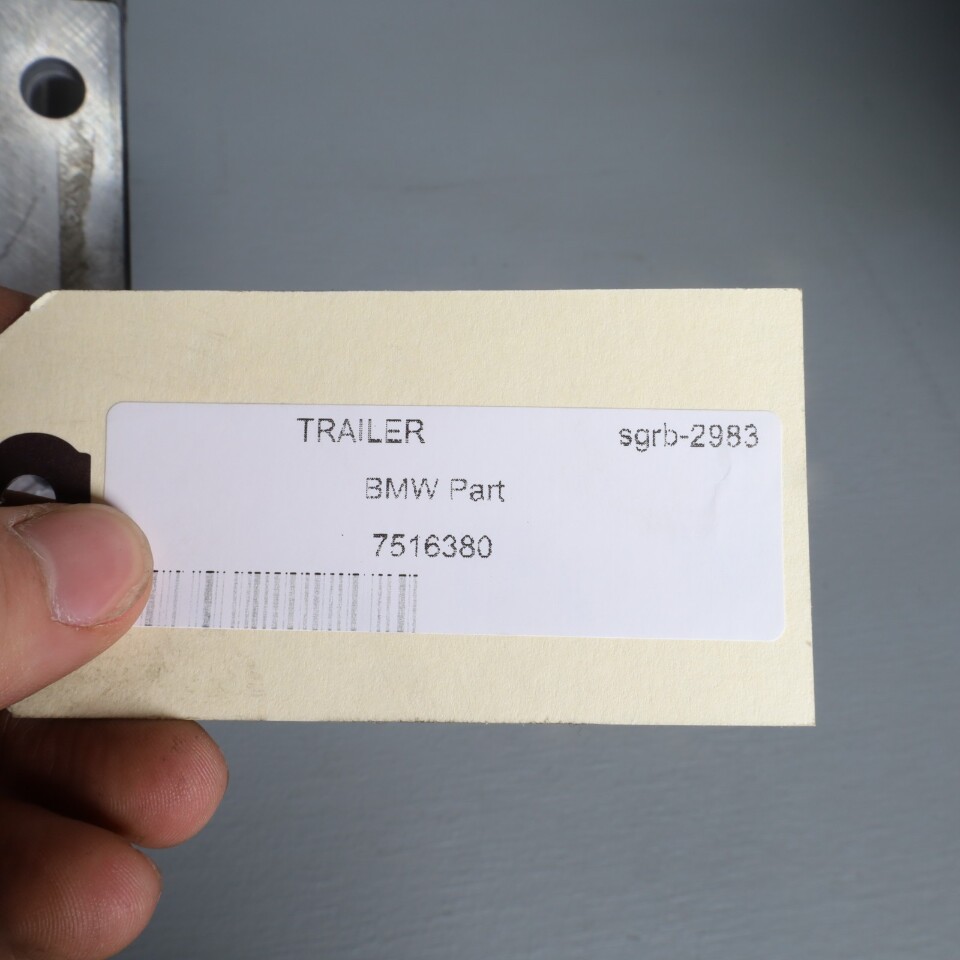 TRAILER sgrb-2983
BMW Part
7516380